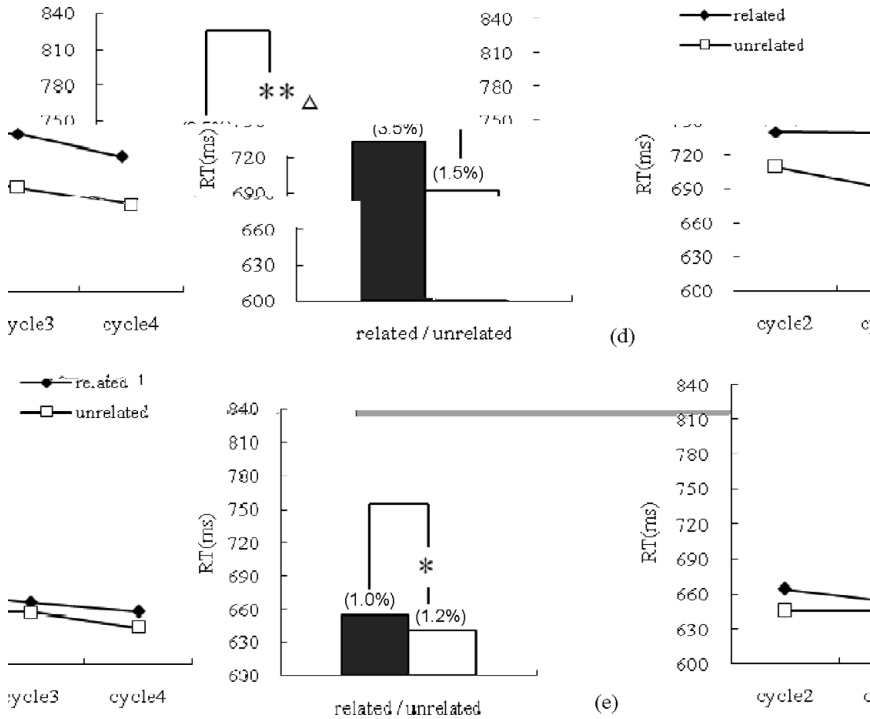 840
810
780
750
**△
840
810
780
750
related
unrelated
(3.5%)
(1.5%)
RT(ms)
720
690
660
630
600
related / unrelated
(d)
RT(ms)
720
690
660
630
600
cycle3 cycle4
cycle2
related
unrelated
RT(ms)
840
810
780
750
720
690
660
630
690
*
(1.0%)
(1.2%)
related / unrelated
(e)
RT(ms)
840
810
780
750
720
690
660
630
600
cycle3 cycle4
cycle2